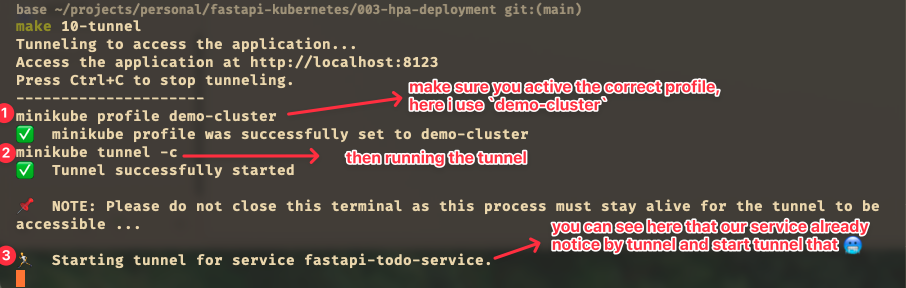 base ~/projects/personal/fastapi-kubernetes/003-hpa-deployment git:(main)
make 10-tunnel
Tunneling to access the application...
Access the application at http://localhost:8123
Press Ctrl+C to stop tunneling.
---------------------
make sure you active the correct profile,
here i use `demo-cluster`
1 minikube profile demo-cluster
✅ minikube profile was successfully set to demo-cluster
2 minikube tunnel -c
then running the tunnel
✅ Tunnel successfully started
📌 NOTE: Please do not close this terminal as this process must stay alive for the tunnel to be
accessible ...
you can see here that our service already
notice by tunnel and start tunnel that 🥶
3 🏃 Starting tunnel for service fastapi-todo-service.